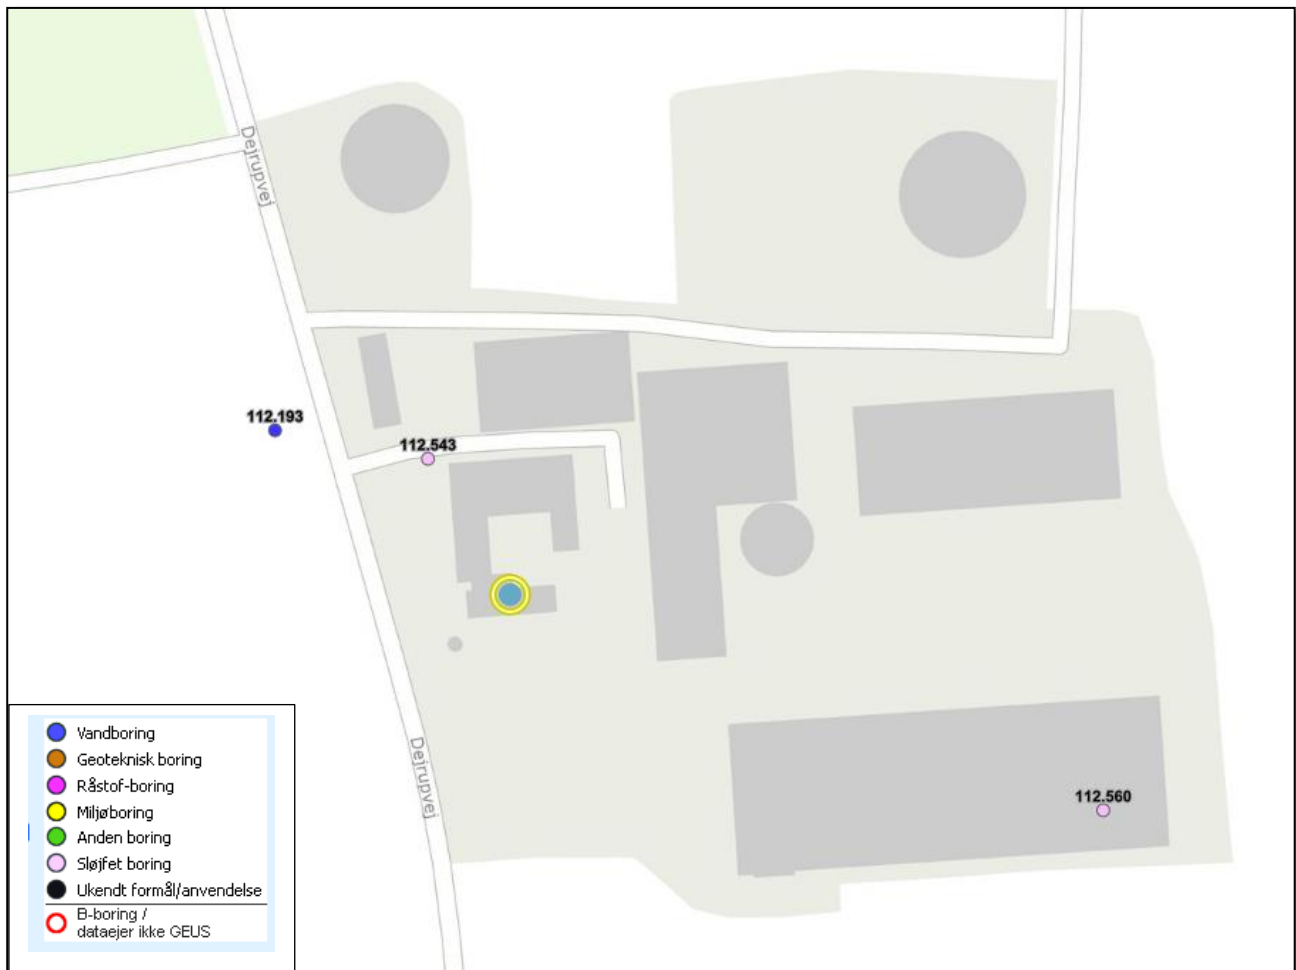 Dejrupvej
112.193
112.543
Dejrupvej
112.560
Vandboring
Geoteknisk boring
Råstof-boring
Miljøboring
Anden boring
Sløjfet boring
Ukendt formål/anvendelse
B-boring /
dataejer ikke GEUS